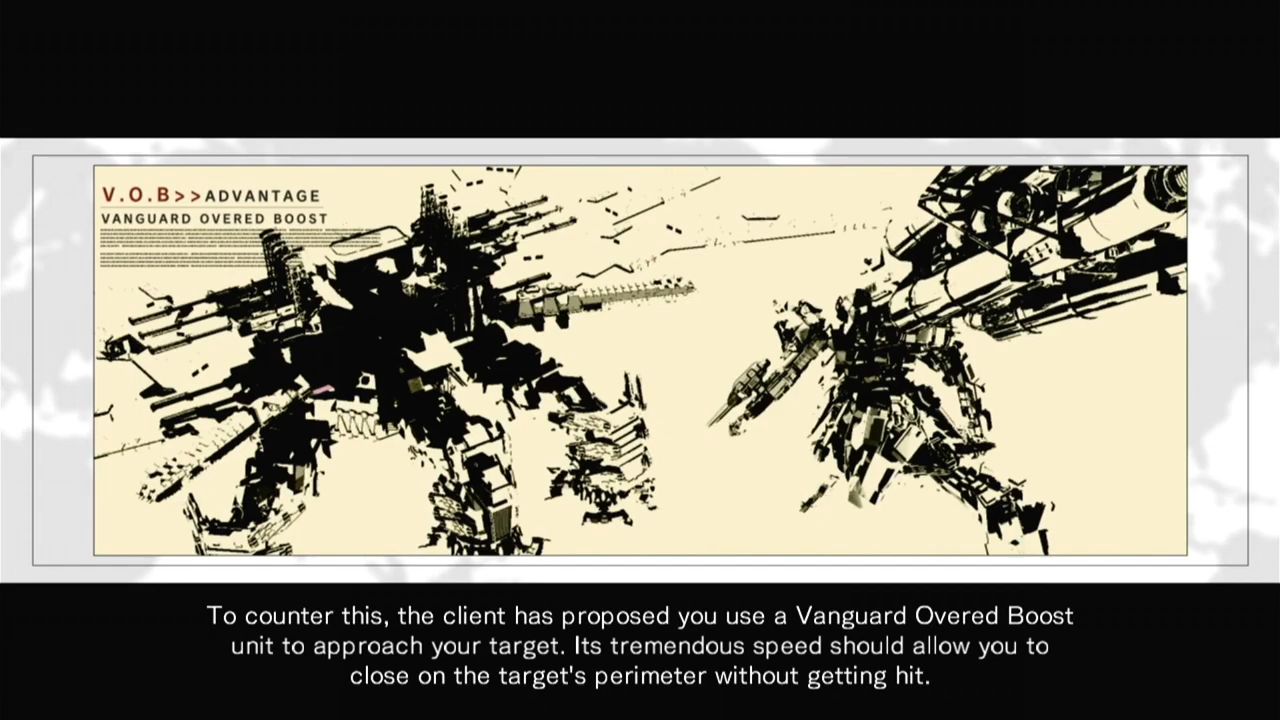 V.O.B>>ADVANTAGE
VANGUARD OVERED BOOST
To counter this, the client has proposed you use a Vanguard Overed Boost
unit to approach your target. Its tremendous speed should allow you to
close on the target's perimeter without getting hit.